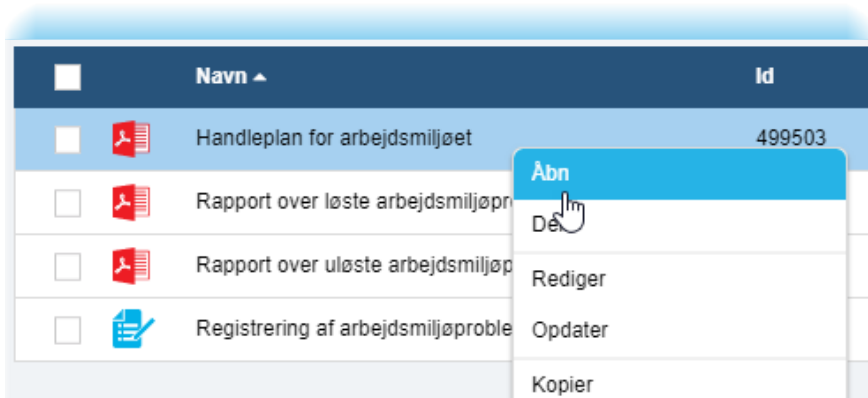 Navn Id
Handleplan for arbejdsmiljøet 499503
Åbn
Rapport over løste arbejdsmiljøpr
Rapport over uløste arbejdsmiljøp
Rediger
Registrering af arbejdsmiljøproble
Opdater
Kopier